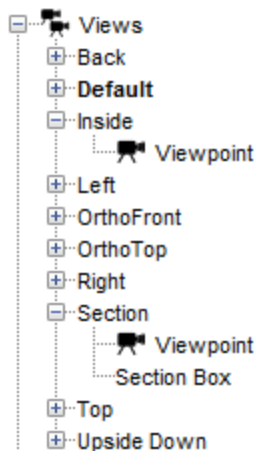 Views
Back
Default
Inside
Viewpoint
Left
OrthoFront
OrthoTop
Right
Section
Viewpoint
Section Box
Top
Upside Down